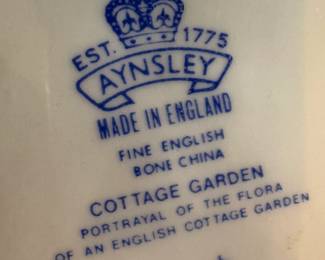 EST. 1775
AYNSLEY
MADE IN ENGLAND
FINE ENGLISH
BONE CHINA
COTTAGE GARDEN
PORTRAYAL OF THE FLORA
OF AN ENGLISH COTTAGE GARDEN